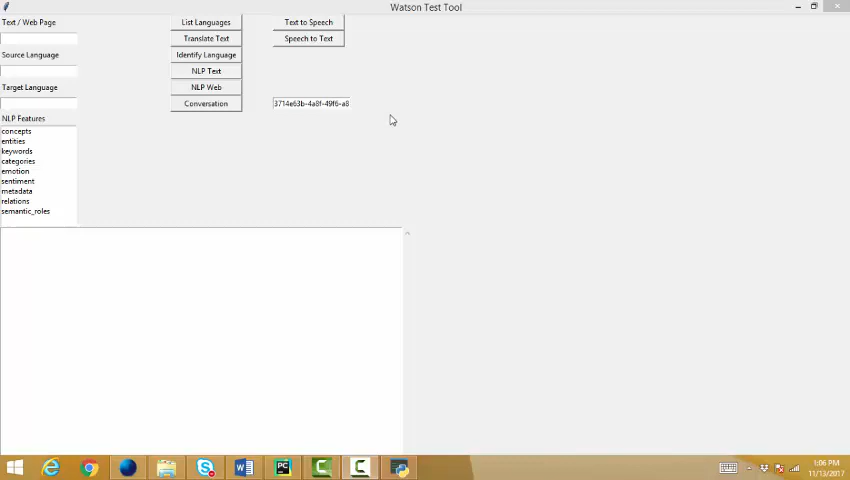 Watson Test Tool
Text / Web Page
List Languages
Text to Speech
Translate Text
Speech to Text
Source Language
Identify Language
NLP Text
Target Language
NLP Web
Conversation
3714e63b-4a8f-49f6-a8
NLP Features
concepts
entities
keywords
categories
emotion
sentiment
metadata
relations
semantic_roles
1:06 PM
11/13/2017